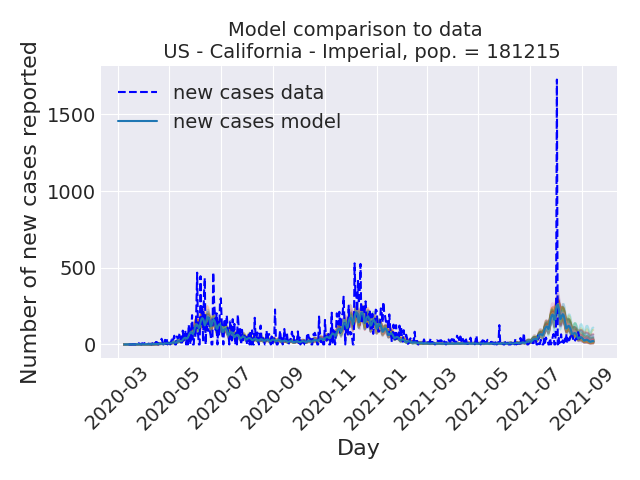 Model comparison to data
US - California - Imperial, pop. = 181215
Number of new cases reported
1500
1000
500
0
new cases data
new cases model
2020-03
2020-05
2020-07
2020-09
2020-11
2021-01
2021-03
2021-05
2021-07
2021-09
Day